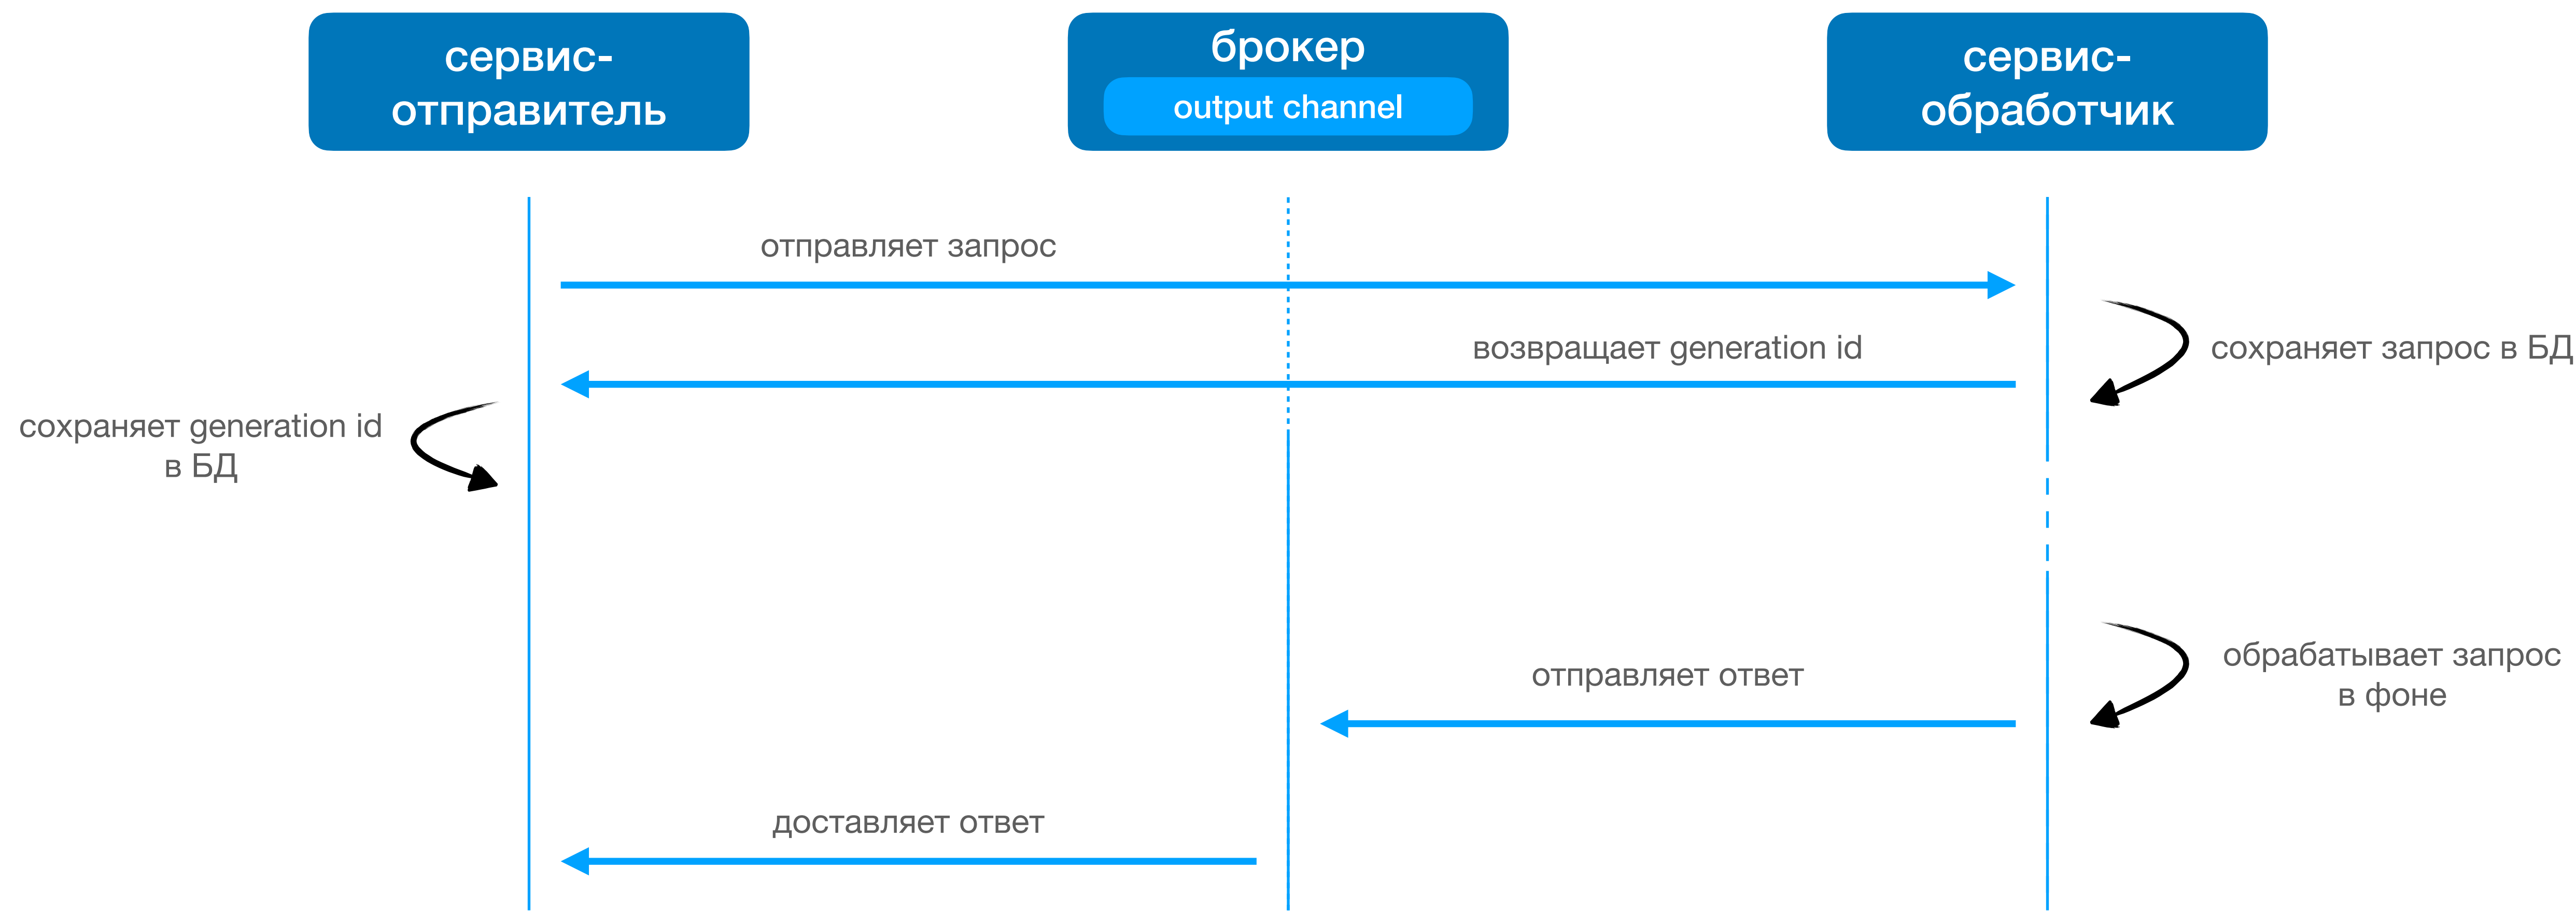 сервис-
отправитель
брокер
output channel
сервис-
обработчик
отправляет запрос
возвращает generation id
сохраняет запрос в БД
сохраняет generation id
в БД
обрабатывает запрос
в фоне
отправляет ответ
доставляет ответ